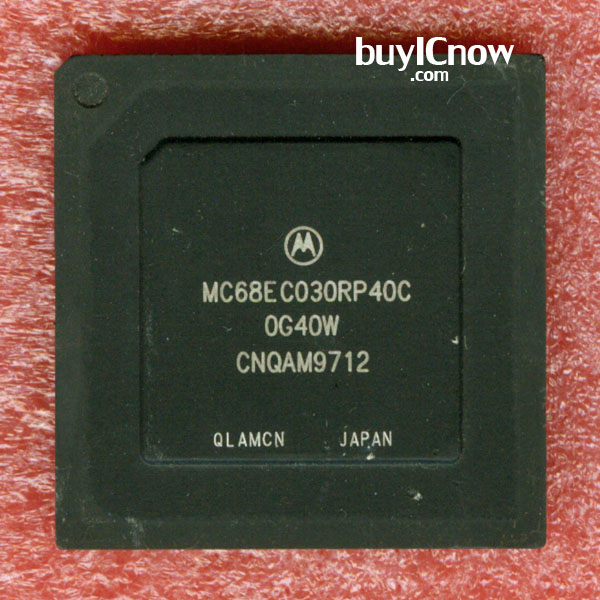 buyICnow
.com
MC68EC030RP40C
0G40W
CNQAM9712
QLAMCN JAPAN